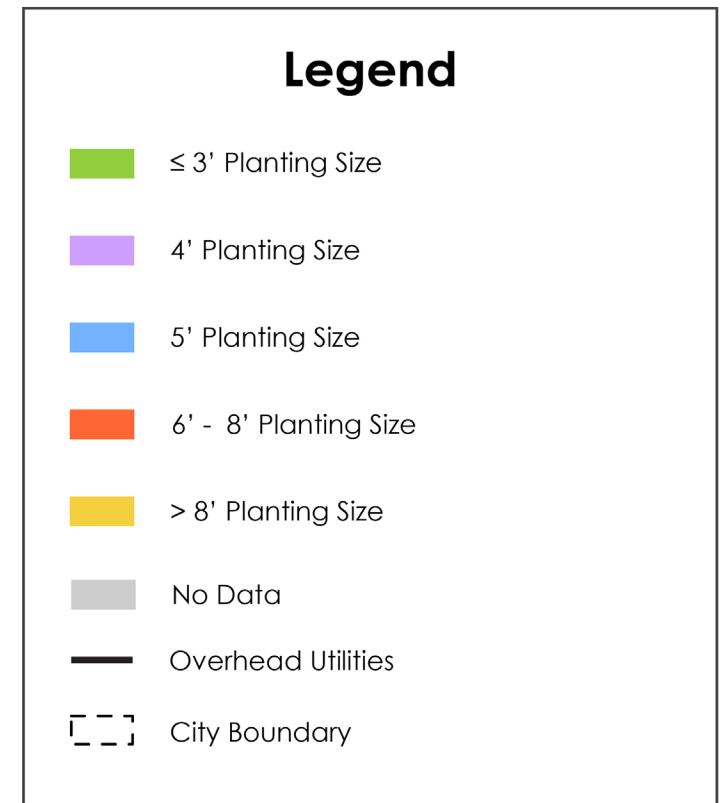 Legend
≤ 3’ Planting Size
4’ Planting Size
5’ Planting Size
6’ - 8’ Planting Size
> 8’ Planting Size
No Data
Overhead Utilities
City Boundary